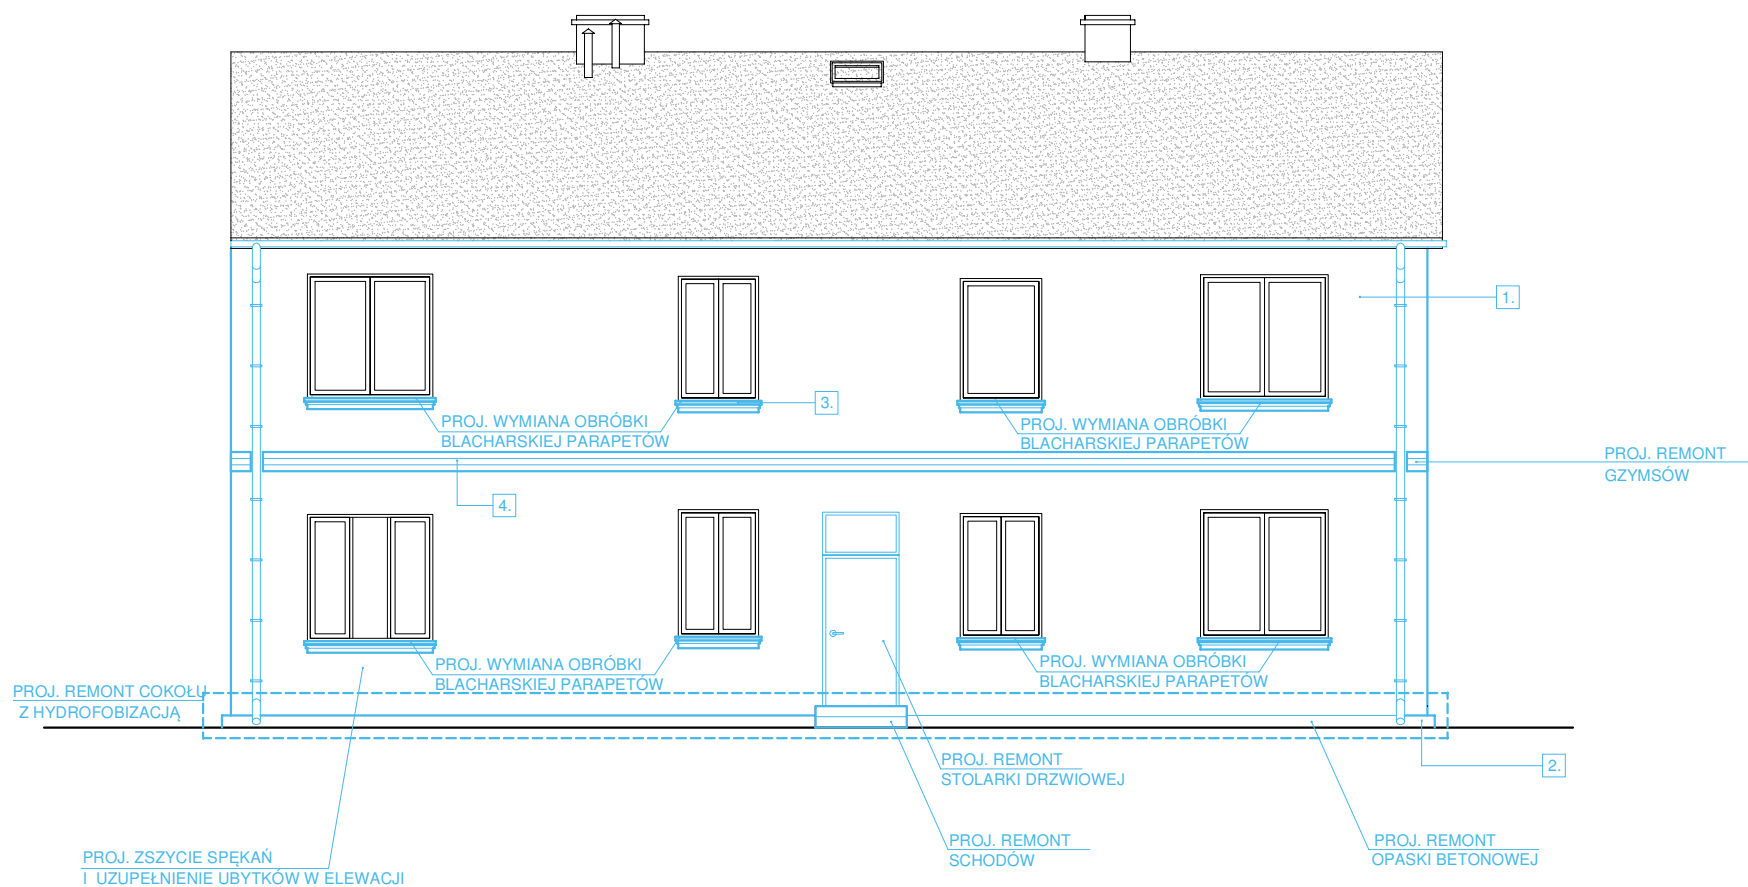 1.
3.
PROJ. WYMIANA OBRÓBKI
BLACHARSKIEJ PARAPETÓW
PROJ. WYMIANA OBRÓBKI
BLACHARSKIEJ PARAPETÓW
PROJ. REMONT
GZYMSÓW
4.
PROJ. WYMIANA OBRÓBKI
BLACHARSKIEJ PARAPETÓW
PROJ. WYMIANA OBRÓBKI
BLACHARSKIEJ PARAPETÓW
PROJ. REMONT COKOŁU
Z HYDROFOBIZACJĄ
PROJ. REMONT
STOLARKI DRZWIOWEJ
2.
PROJ. REMONT
SCHODÓW
PROJ. REMONT
OPASKI BETONOWEJ
PROJ. ZSZYCIE SPĘKAŃ
I UZUPEŁNIENIE UBYTKÓW W ELEWACJI